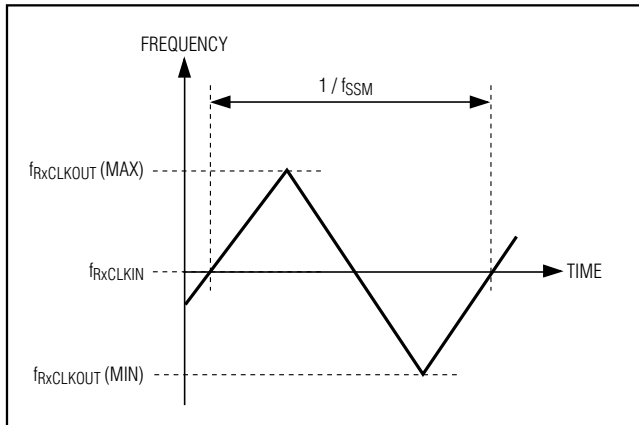 FREQUENCY
1 / fSSM
fRxCLKOUT (MAX)
fRxCLKIN
TIME
fRxCLKOUT (MIN)